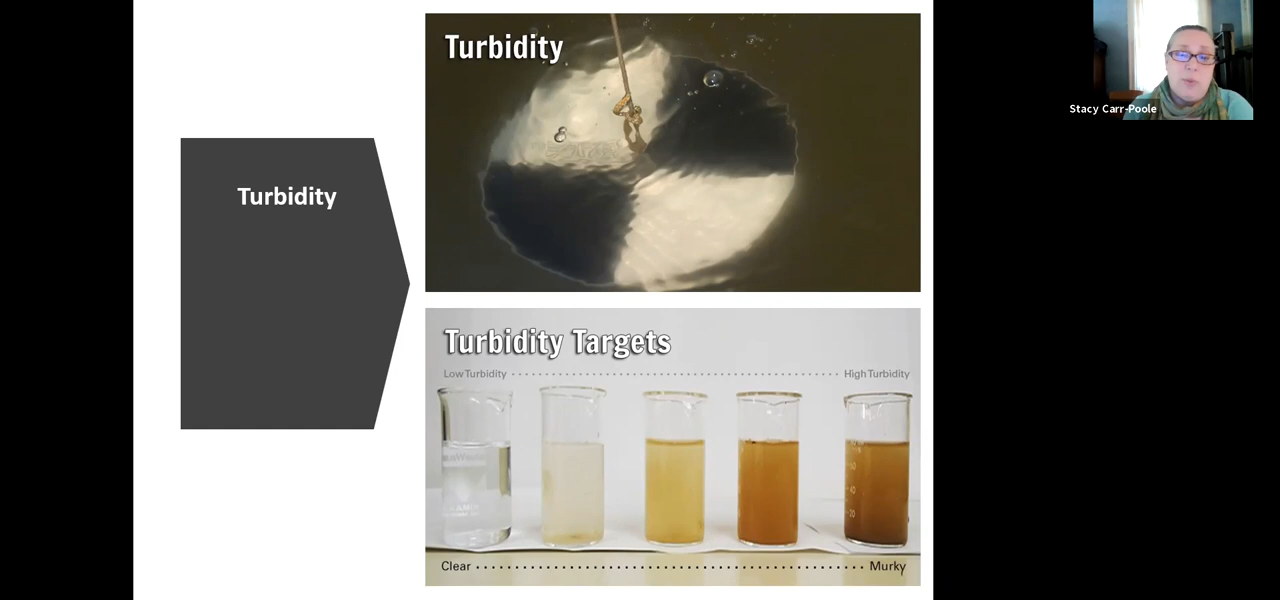 Turbidity
Turbidity
Turbidity Targets
Low Turbidity
High Turbidity
Clear
Murky
Stacy Carr-Poole